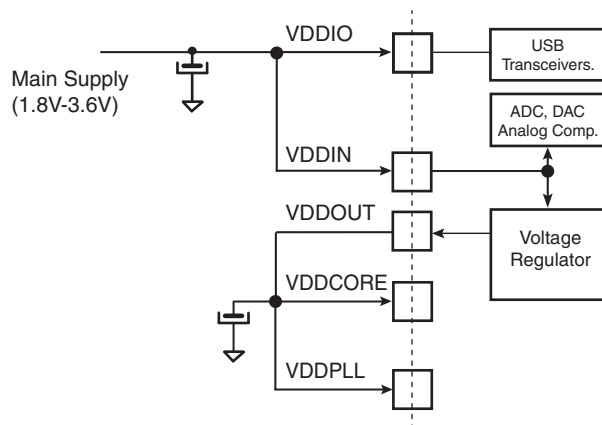 VDDIO
USB
Transceivers.
Main Supply
(1.8V-3.6V)
ADC, DAC
Analog Comp.
VDDIN
VDDOUT
Voltage
Regulator
VDDCORE
VDDPLL